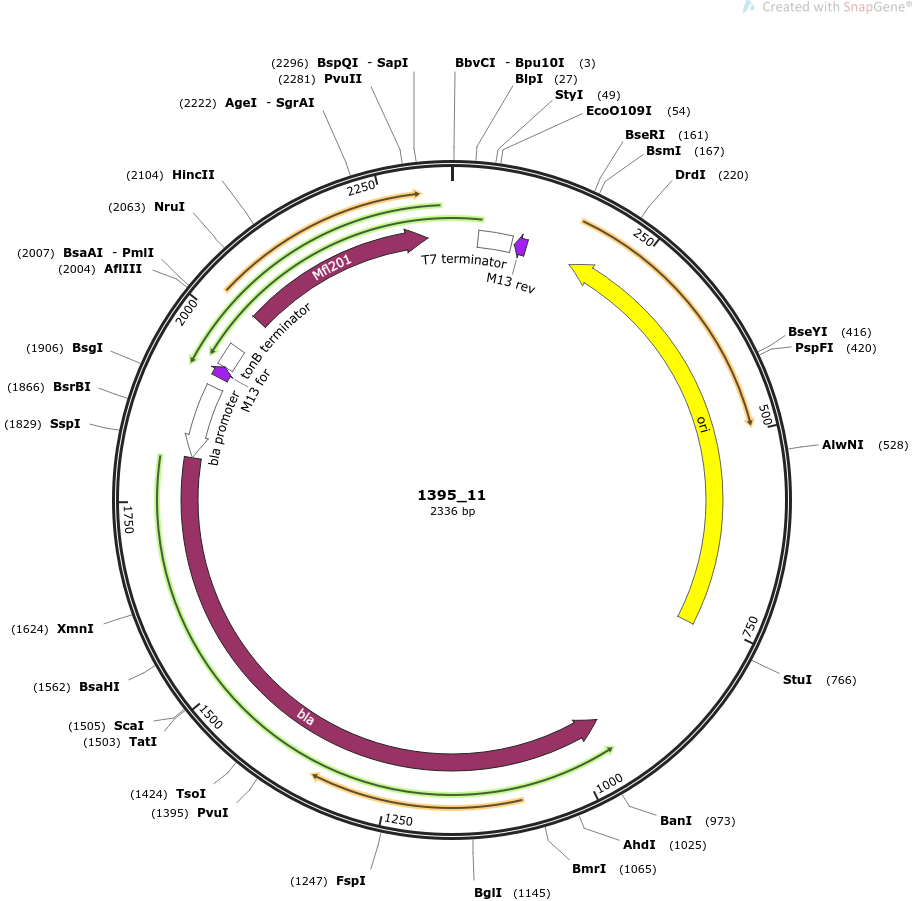 Created with SnapGene®
(2296) BspQI - SapI
(2281) PvuII
(2222) AgeI - SgrAI
BbvCI - Bpu10I (3)
BlpI (27)
StyI (49)
EcoO109I (54)
BseRI (161)
BsmI (167)
DrdI (220)
(2104) HincII
(2063) NruI
(2007) BsaAI - PmlI
(2004) AflIII
(1906) BsgI
(1866) BsrBI
(1829) SspI
BseYI (416)
PspFI (420)
AlwNI (528)
StuI (766)
BanI (973)
AhdI (1025)
BmrI (1065)
BglI (1145)
(1247) FspI
(1395) PvuI
(1424) TsoI
(1503) TatI
(1505) ScaI
(1562) BsaHI
(1624) XmnI
250
500
750
1000
1250
1500
1750
2000
2250
Mfl201
T7 terminator
M13 rev
tonB terminator
M13 for
bla promoter
ori
bla
1395_11
2336 bp